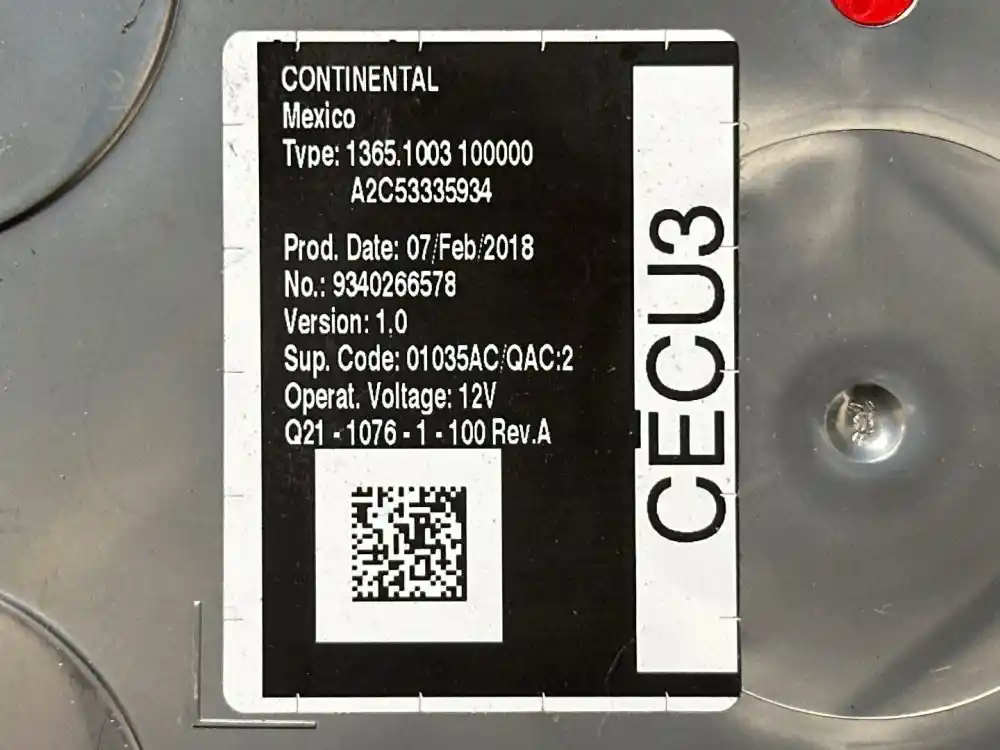 CONTINENTAL
Mexico
Type: 1365.1003 100000
A2C53335934
Prod. Date: 07/Feb/2018
No.: 9340266578
Version: 1.0
Sup. Code: 01035AC/QAC:2
Operat. Voltage: 12V
Q21 - 1076 - 1 - 100 Rev.A
CECU3